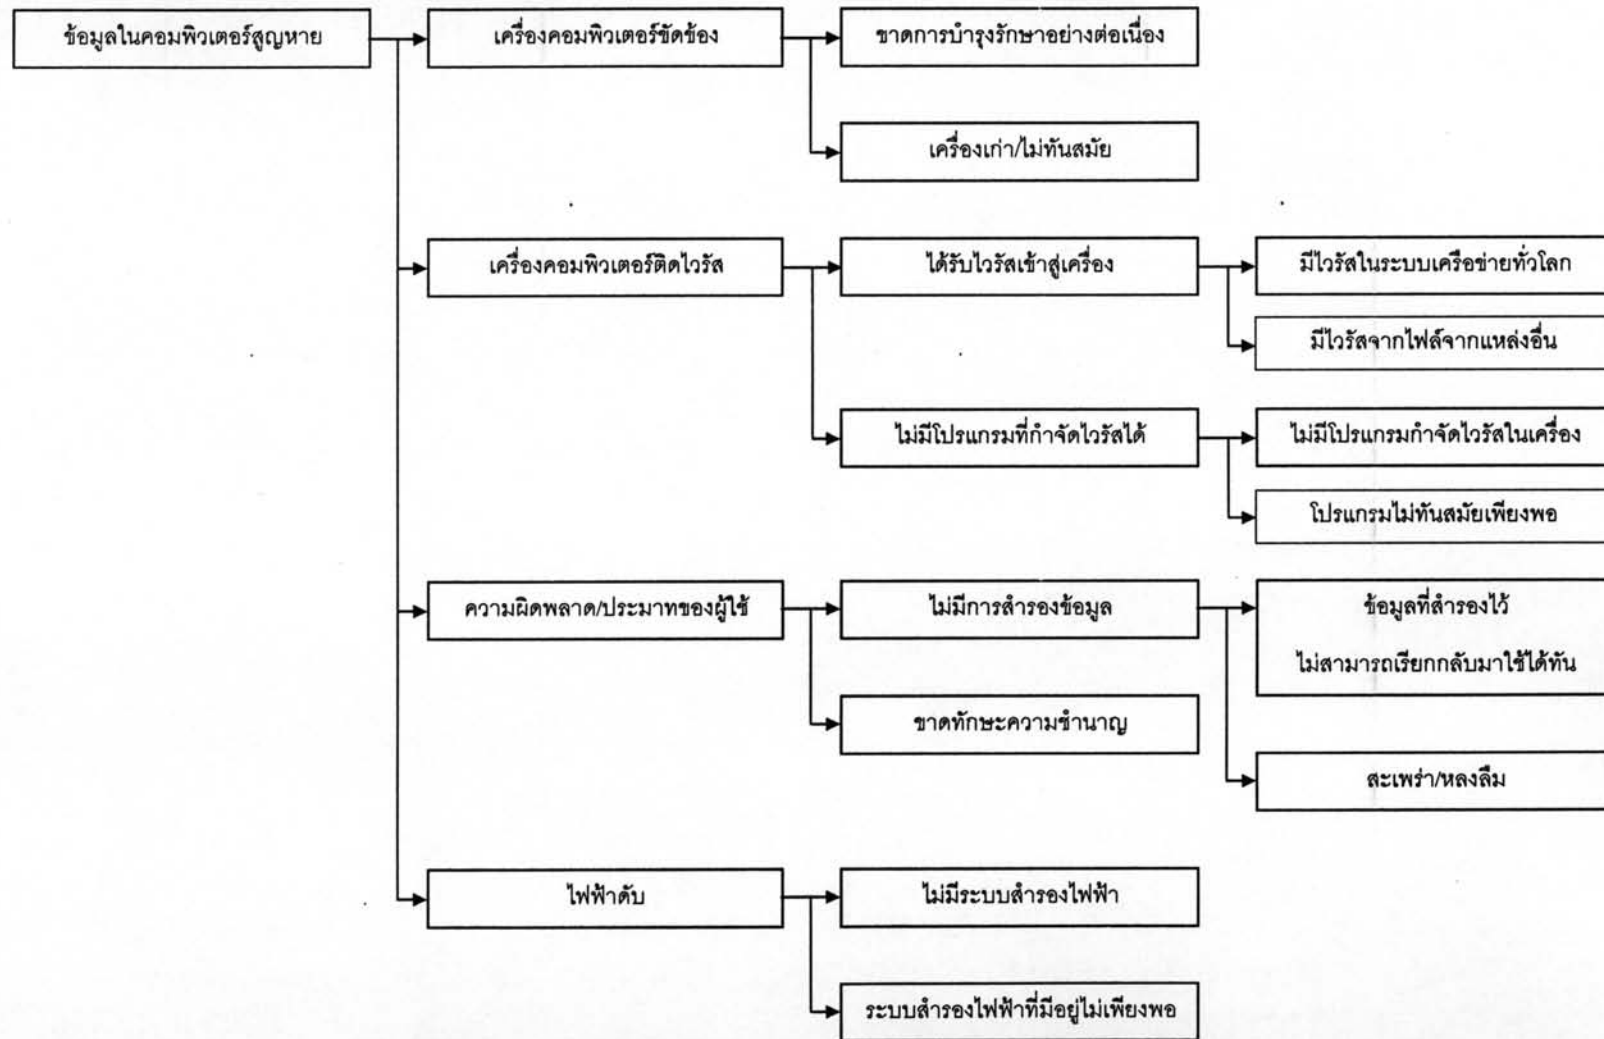 ข้อมูลในคอมพิวเตอร์สูญหาย
เครื่องคอมพิวเตอร์ขัดข้อง
ขาดการบำรุงรักษาอย่างต่อเนื่อง
เครื่องเก่า/ไม่ทันสมัย
เครื่องคอมพิวเตอร์ติดไวรัส
ได้รับไวรัสเข้าสู่เครื่อง
มีไวรัสในระบบเครือข่ายทั่วโลก
มีไวรัสจากไฟล์จากแหล่งอื่น
ไม่มีโปรแกรมที่กำจัดไวรัสได้
ไม่มีโปรแกรมกำจัดไวรัสในเครื่อง
โปรแกรมไม่ทันสมัยเพียงพอ
ความผิดพลาด/ประมาทของผู้ใช้
ไม่มีการสำรองข้อมูล
ข้อมูลที่สำรองไว้
ไม่สามารถเรียกกลับมาใช้ได้ทัน
ขาดทักษะความชำนาญ
สะเพร่า/หลงลืม
ไฟฟ้าดับ
ไม่มีระบบสำรองไฟฟ้า
ระบบสำรองไฟฟ้าที่มีอยู่ไม่เพียงพอ